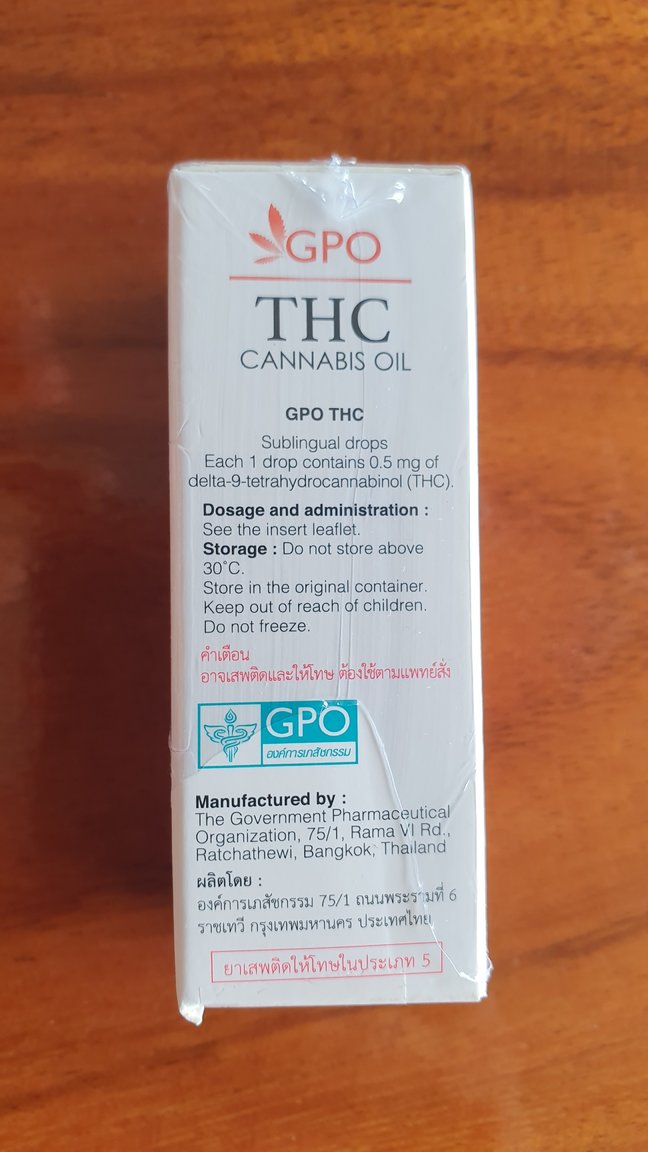 GPO
THC
CANNABIS OIL
GPO THC
Sublingual drops
Each 1 drop contains 0.5 mg of
delta-9-tetrahydrocannabinol (THC).
Dosage and administration :
See the insert leaflet.
Storage : Do not store above
30°C.
Store in the original container.
Keep out of reach of children.
Do not freeze.
คำเตือน
อาจเสพติดและให้โทษ ต้องใช้ตามแพทย์สั่ง
GPO
องค์การเภสัชกรรม
Manufactured by :
The Government Pharmaceutical
Organization, 75/1, Rama VI Rd.,
Ratchathewi, Bangkok, Thailand
ผลิตโดย :
องค์การเภสัชกรรม 75/1 ถนนพระรามที่ 6
ราชเทวี กรุงเทพมหานคร ประเทศไทย
ยาเสพติดให้โทษในประเภท 5